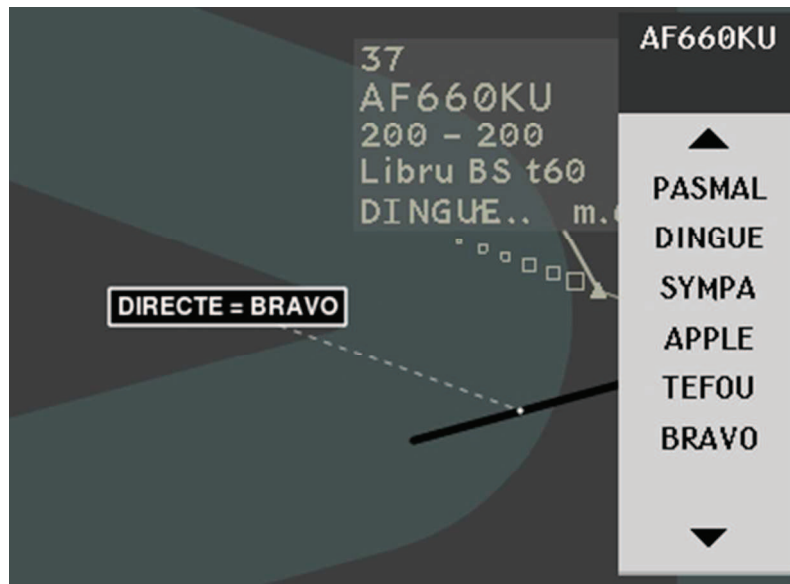 37
AF660KU
200 - 200
Libru BS t60
DINGUE..
DIRECTE = BRAVO
AF660KU
PASMAL
DINGUE
SYMPA
APPLE
TEFOU
BRAVO